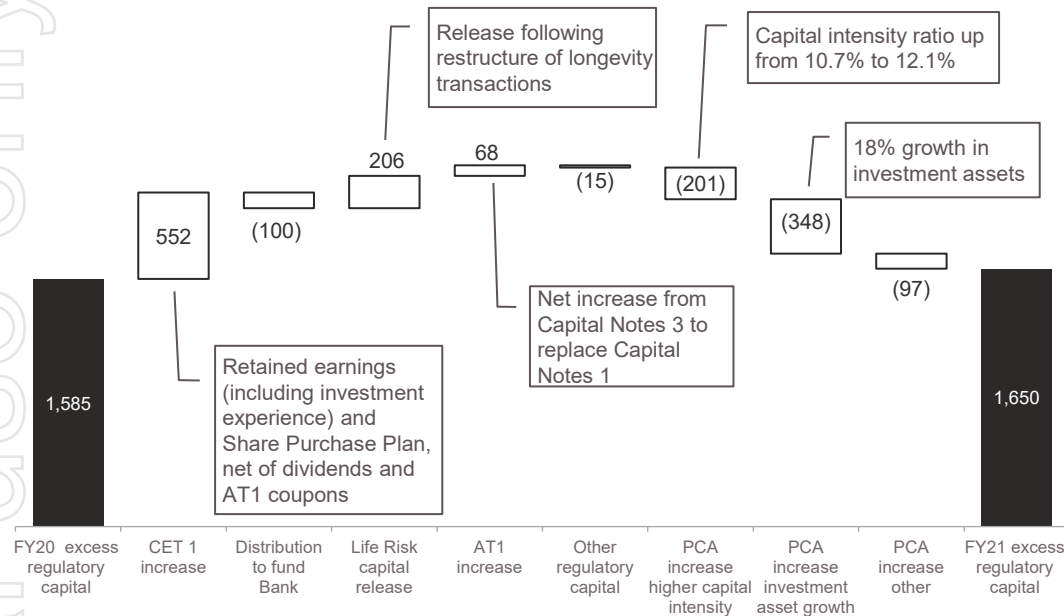 Release following
restructure of longevity
transactions
Capital intensity ratio up
from 10.7% to 12.1%
18% growth in
investment assets
206
68
(15)
(201)
(348)
552
(100)
(97)
Net increase from
Capital Notes 3 to
replace Capital
Notes 1
Retained earnings
(including investment
experience) and
Share Purchase Plan,
net of dividends and
AT1 coupons
1,585
1,650
FY20 excess
regulatory
capital
CET 1
increase
Distribution
to fund
Bank
Life Risk
capital
release
AT1
increase
Other
regulatory
capital
PCA
increase
higher capital
intensity
PCA
increase
investment
asset growth
PCA
increase
other
FY21 excess
regulatory
capital